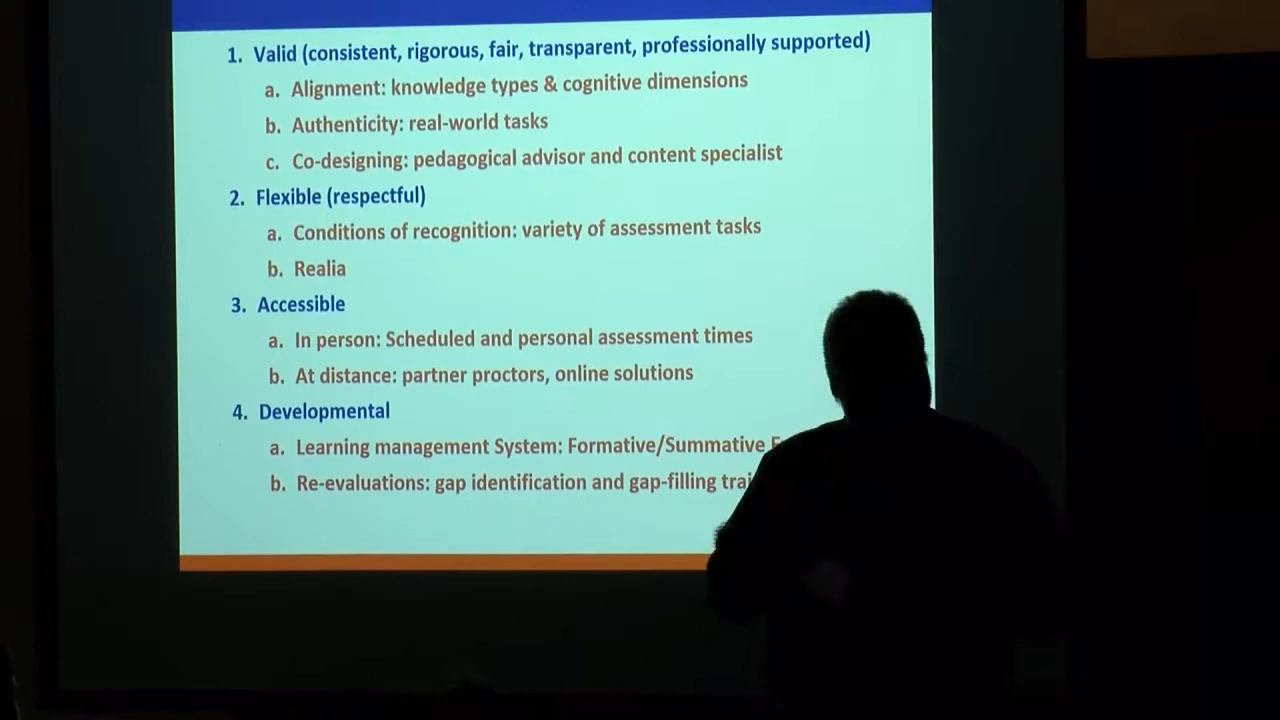 1. Valid (consistent, rigorous, fair, transparent, professionally supported)
a. Alignment: knowledge types & cognitive dimensions
b. Authenticity: real-world tasks
c. Co-designing: pedagogical advisor and content specialist
2. Flexible (respectful)
a. Conditions of recognition: variety of assessment tasks
b. Realia
3. Accessible
a. In person: Scheduled and personal assessment times
b. At distance: partner proctors, online solutions
4. Developmental
a. Learning management System: Formative/Summative
b. Re-evaluations: gap identification and gap-filling